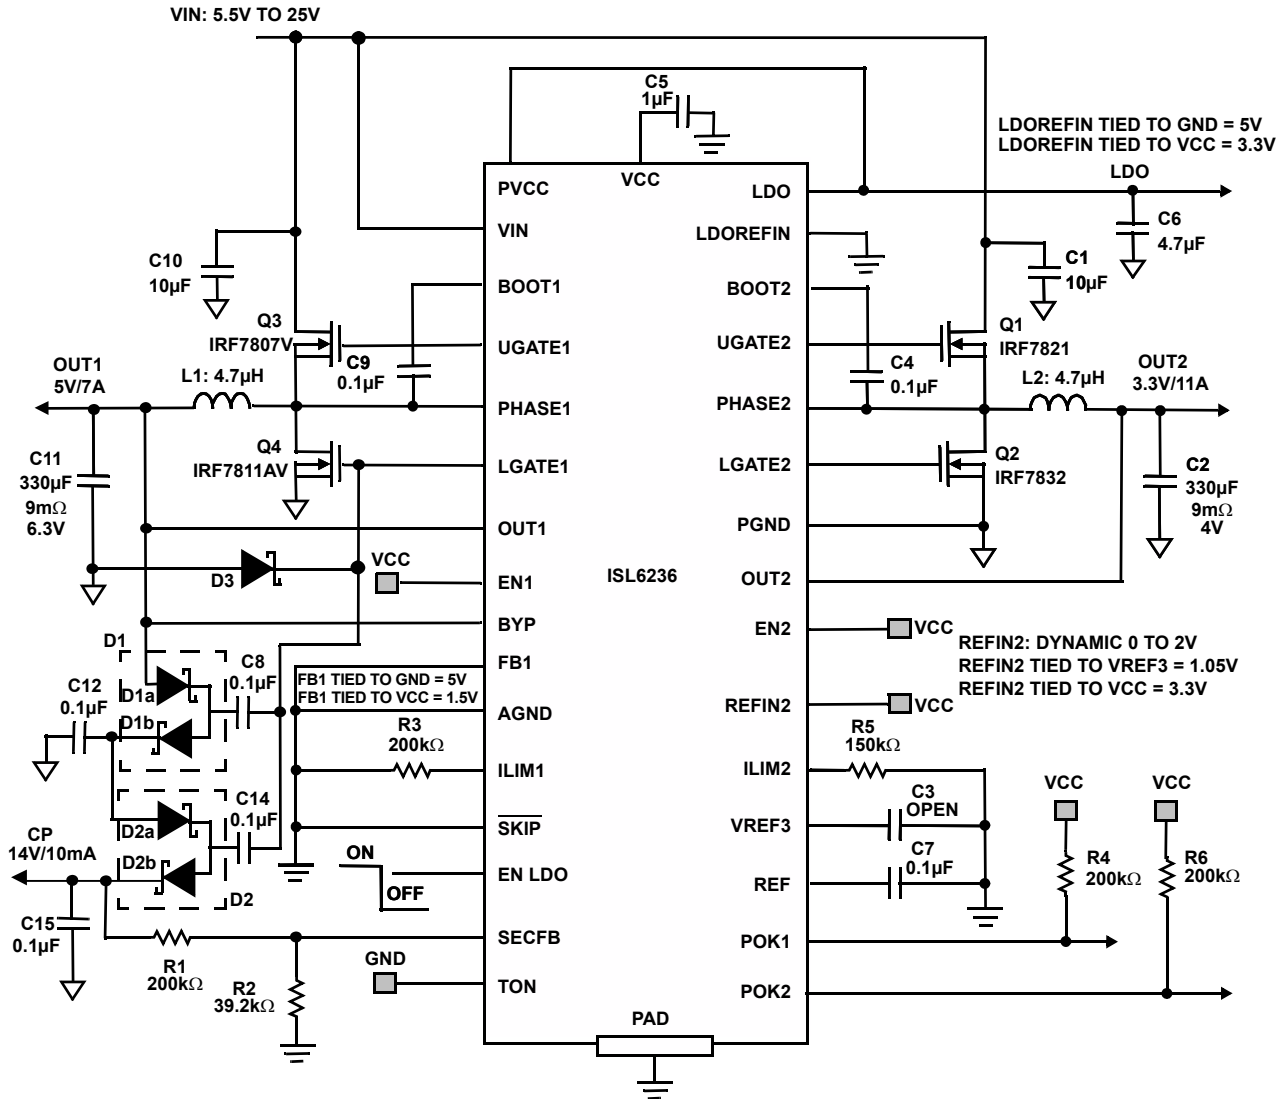 VIN: 5.5V TO 25V
C5
1µF
LDOREFIN TIED TO GND = 5V
LDOREFIN TIED TO VCC = 3.3V
PVCC
VCC
LDO
LDO
VIN
LDOREFIN
C6
4.7µF
C10
10µF
C1
10µF
BOOT1
BOOT2
Q3
IRF7807V
UGATE1
UGATE2
Q1
IRF7821
C9
0.1µF
C4
0.1µF
OUT1
5V/7A
L1: 4.7µH
L2: 4.7µH
OUT2
3.3V/11A
PHASE1
PHASE2
Q4
IRF7811AV
LGATE1
LGATE2
Q2
IRF7832
C11
330µF
9mΩ
6.3V
C2
330µF
9mΩ
4V
OUT1
PGND
D3
VCC
EN1
ISL6236
OUT2
BYP
EN2
VCC
REFIN2: DYNAMIC 0 TO 2V
REFIN2 TIED TO VREF3 = 1.05V
REFIN2 TIED TO VCC = 3.3V
D1
C8
0.1µF
FB1
FB1 TIED TO GND = 5V
FB1 TIED TO VCC = 1.5V
C12
0.1µF
D1a
D1b
AGND
REFIN2
VCC
R3
200kΩ
R5
150kΩ
ILIM1
ILIM2
VCC
VCC
C14
0.1µF
C3
OPEN
D2a
SKIP
VREF3
CP
14V/10mA
D2b
ON
OFF
C7
0.1µF
R4
200kΩ
R6
200kΩ
EN LDO
REF
D2
C15
0.1µF
SECFB
POK1
R1
200kΩ
R2
39.2kΩ
GND
TON
POK2
PAD